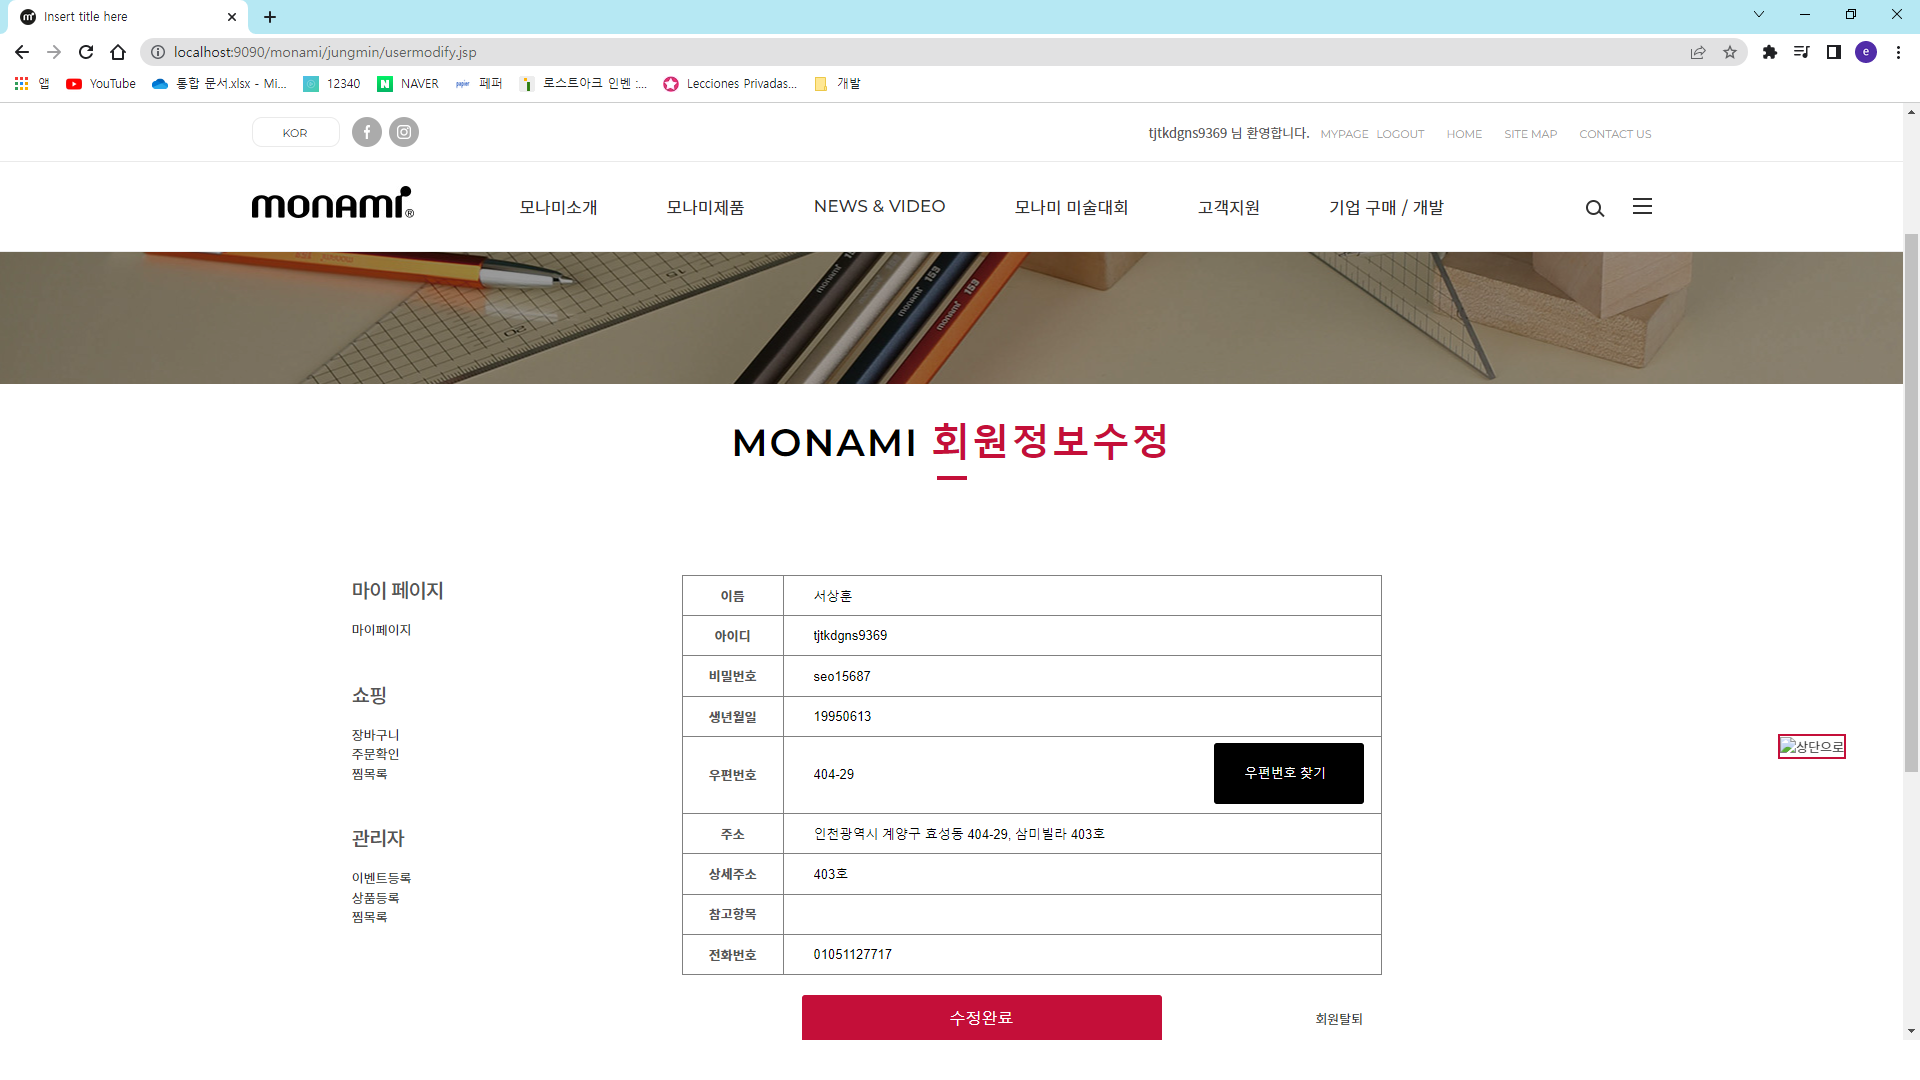 Insert title here
localhost:9090/monami/jungmin/usermodify.jsp
e
앱 YouTube 통합 문서.xlsx - Mi... 12340 NAVER 페퍼 로스트아크 인벤 :... Lecciones Privadas... 개발
KOR
tjtkdgns9369 님 환영합니다. MYPAGE LOGOUT HOME SITE MAP CONTACT US
monami®
모나미소개 모나미제품 NEWS & VIDEO 모나미 미술대회 고객지원 기업 구매 / 개발
15
20
monami 153
monami 153
monami 153
MONAMI 회원정보수정
마이 페이지
마이페이지
쇼핑
장바구니
주문확인
찜목록
관리자
이벤트등록
상품등록
찜목록
이름 서상훈
아이디 tjtkdgns9369
비밀번호 seo15687
생년월일 19950613
우편번호 404-29 우편번호 찾기
주소 인천광역시 계양구 효성동 404-29, 삼미빌라 403호
상세주소 403호
참고항목
전화번호 01051127717
수정완료 회원탈퇴
상단으로